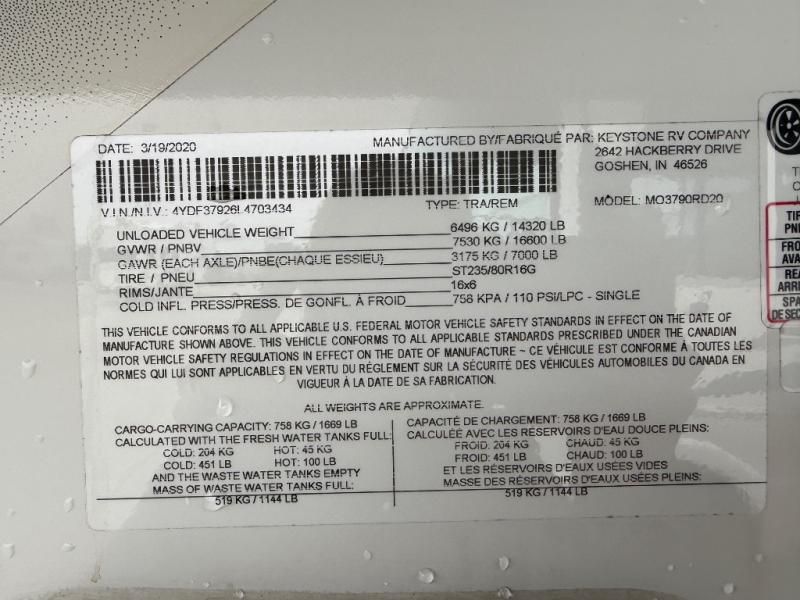 DATE: 3/19/2020
MANUFACTURED BY/FABRIQUÉ PAR: KEYSTONE RV COMPANY
2642 HACKBERRY DRIVE
GOSHEN, IN 46526
V.I.N./N.I.V.: 4YDF37926L4703434 TYPE: TRA/REM MODEL: MO3790RD20
UNLOADED VEHICLE WEIGHT 6496 KG / 14320 LB
GVWR / PNBV 7530 KG / 16600 LB
GAWR (EACH AXLE)/PNBE(CHAQUE ESSIEU) 3175 KG / 7000 LB
TIRE / PNEU ST235/80R16G
RIMS/JANTE 16x6
COLD INFL. PRESS/PRESS. DE GONFL. À FROID 758 KPA / 110 PSI/LPC - SINGLE
THIS VEHICLE CONFORMS TO ALL APPLICABLE U.S. FEDERAL MOTOR VEHICLE SAFETY STANDARDS IN EFFECT ON THE DATE OF
MANUFACTURE SHOWN ABOVE. THIS VEHICLE CONFORMS TO ALL APPLICABLE STANDARDS PRESCRIBED UNDER THE CANADIAN
MOTOR VEHICLE SAFETY REGULATIONS IN EFFECT ON THE DATE OF MANUFACTURE ~ CE VÉHICULE EST CONFORME À TOUTES LES
NORMES QUI LUI SONT APPLICABLES EN VERTU DU RÈGLEMENT SUR LA SÉCURITÉ DES VÉHICULES AUTOMOBILES DU CANADA EN
VIGUEUR À LA DATE DE SA FABRICATION.
ALL WEIGHTS ARE APPROXIMATE.
CARGO-CARRYING CAPACITY: 758 KG / 1669 LB
CALCULATED WITH THE FRESH WATER TANKS FULL:
COLD: 204 KG HOT: 45 KG
COLD: 451 LB HOT: 100 LB
AND THE WASTE WATER TANKS EMPTY
MASS OF WASTE WATER TANKS FULL:
519 KG / 1144 LB
CAPACITÉ DE CHARGEMENT: 758 KG / 1669 LB
CALCULÉE AVEC LES RÉSERVOIRS D'EAU DOUCE PLEINS:
FROID: 204 KG CHAUD: 45 KG
FROID: 451 LB CHAUD: 100 LB
ET LES RÉSERVOIRS D'EAUX USÉES VIDES
MASSE DES RÉSERVOIRS D'EAUX USÉES PLEINS:
519 KG / 1144 LB